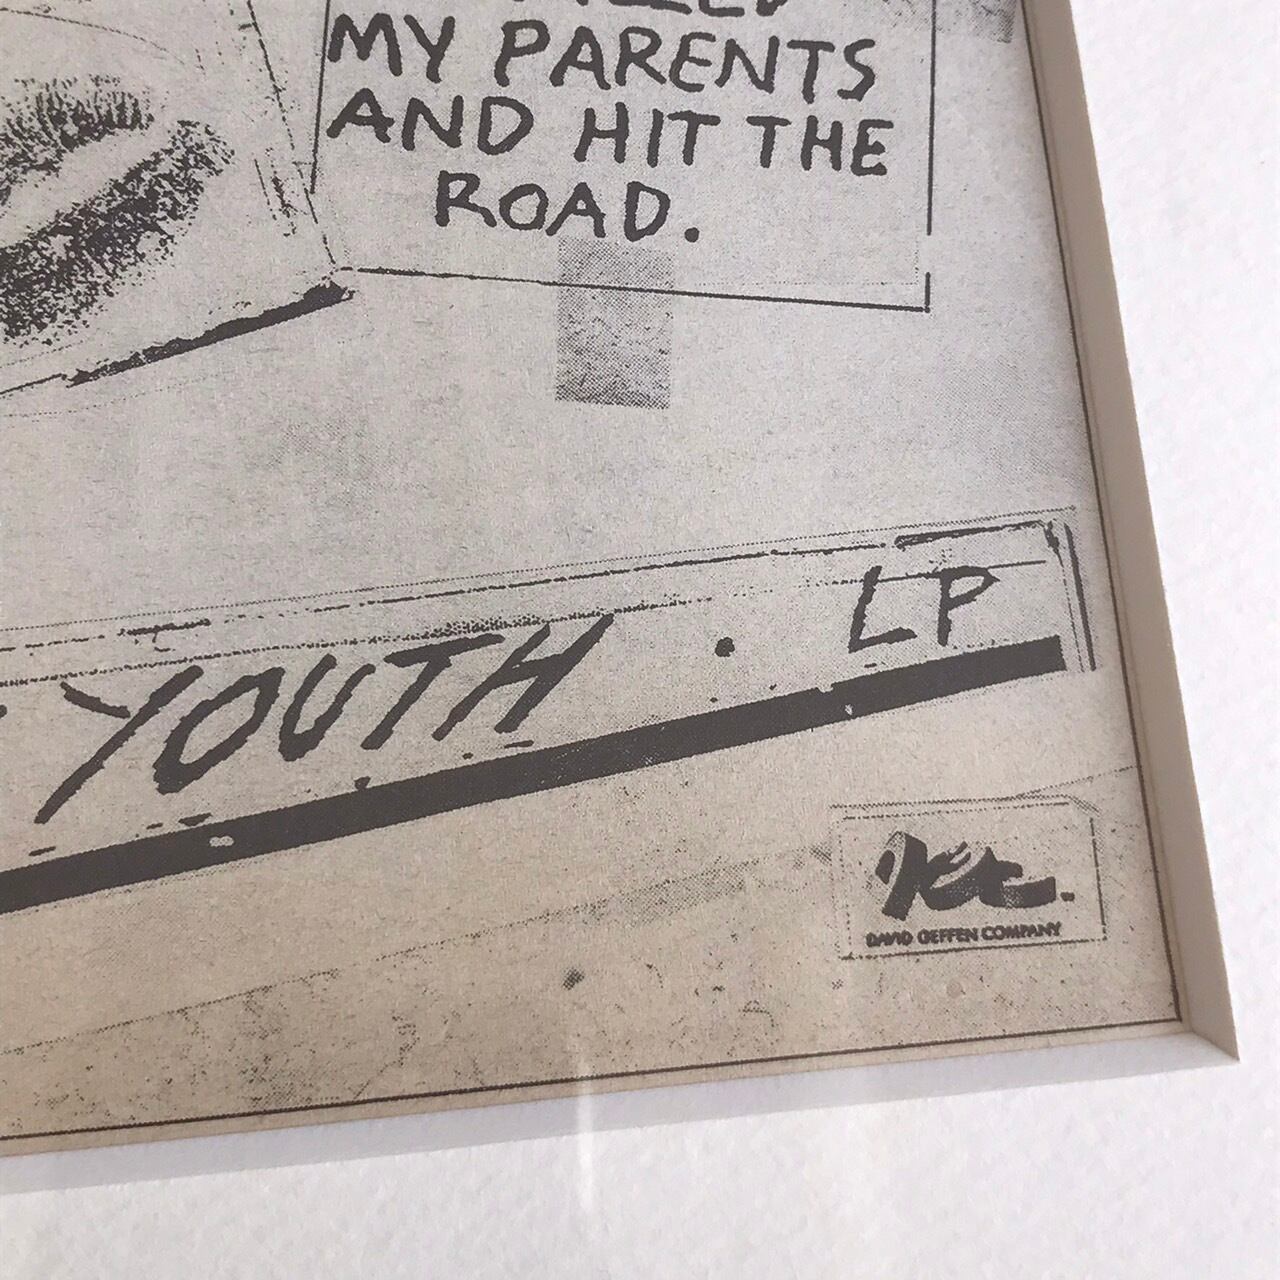 MY PARENTS
AND HIT THE
ROAD.
YOUTH • LP
DAVID GEFFEN COMPANY